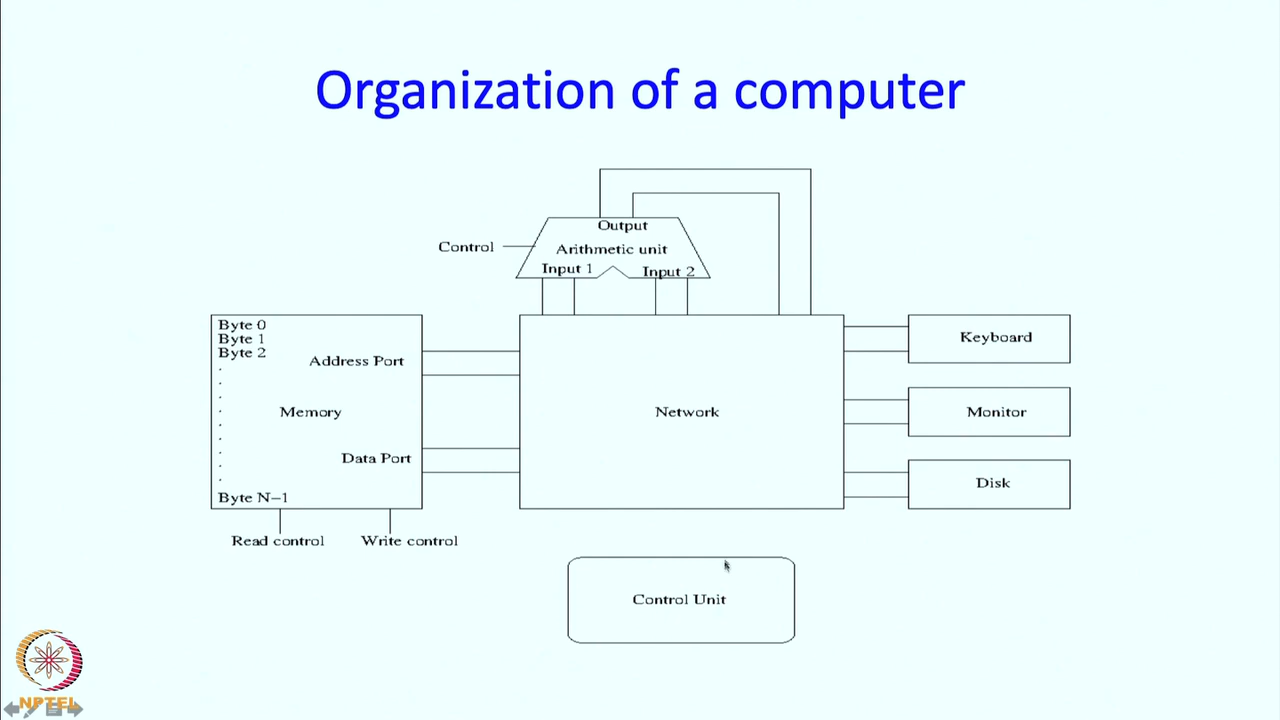 Organization of a computer
Output
Control
Arithmetic unit
Input 1
Input 2
Byte 0
Byte 1
Byte 2
Address Port
Memory
Data Port
Byte N-1
Read control
Write control
Network
Keyboard
Monitor
Disk
Control Unit
NPTEL